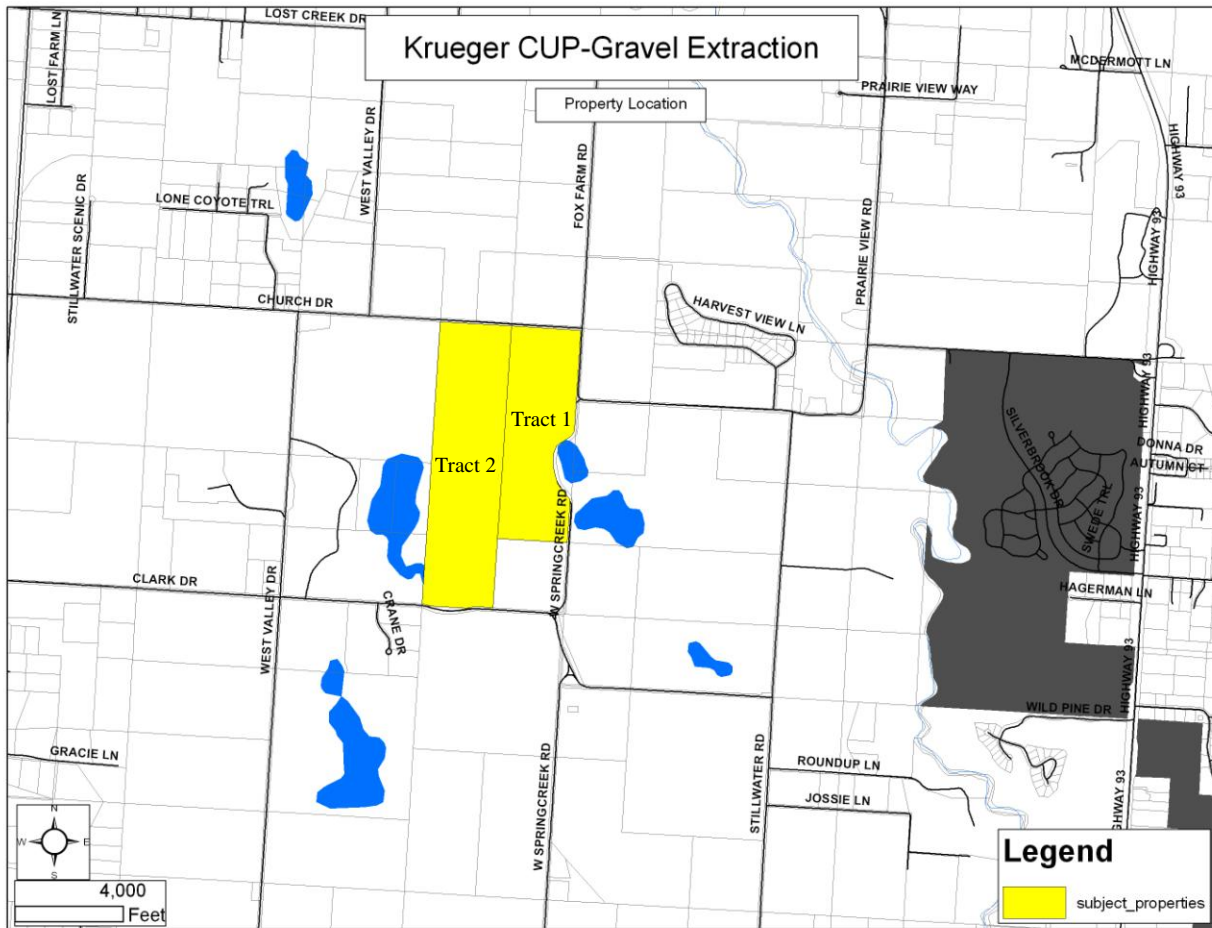 LOST CREEK DR
Krueger CUP-Gravel Extraction
Property Location
LOST FARM LN
WEST VALLEY DR
FOX FARM RD
MCDERMOTT LN
PRAIRIE VIEW WAY
HIGHWAY 93
STILLWATER SCENIC DR
LONE COYOTE TRL
PRAIRIE VIEW RD
HIGHWAY 93
CHURCH DR
HARVEST VIEW LN
HIGHWAY 93
Tract 1
Tract 2
SILVERBROOK DR
DONNA DR
AUTUMN CT
SWEDE TRL
HIGHWAY 93
W SPRINGCREEK RD
CLARK DR
CRANE DR
WEST VALLEY DR
HAGERMAN LN
HIGHWAY 93
WILD PINE DR
GRACIE LN
W SPRINGCREEK RD
STILLWATER RD
ROUNDUP LN
JOSSIE LN
HIGHWAY 93
N
W
E
S
4,000
Feet
Legend
subject_properties